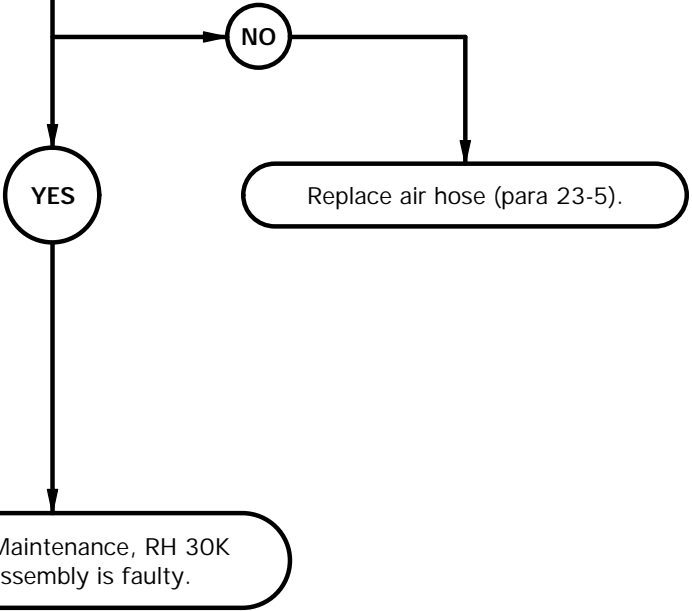 NO
YES
Replace air hose (para 23-5).
Maintenance, RH 30K
ssembly is faulty.